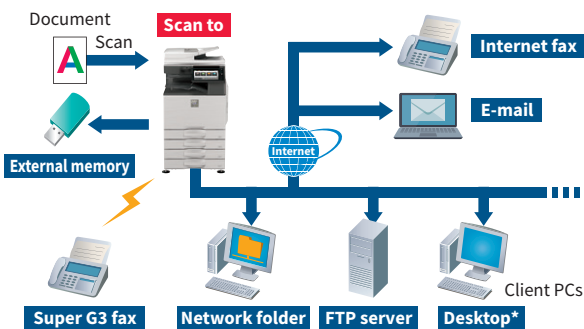 Document
Scan
A
Scan to
Internet fax
E-mail
External memory
Internet
Client PCs
Super G3 fax
Network folder
FTP server
Desktop*